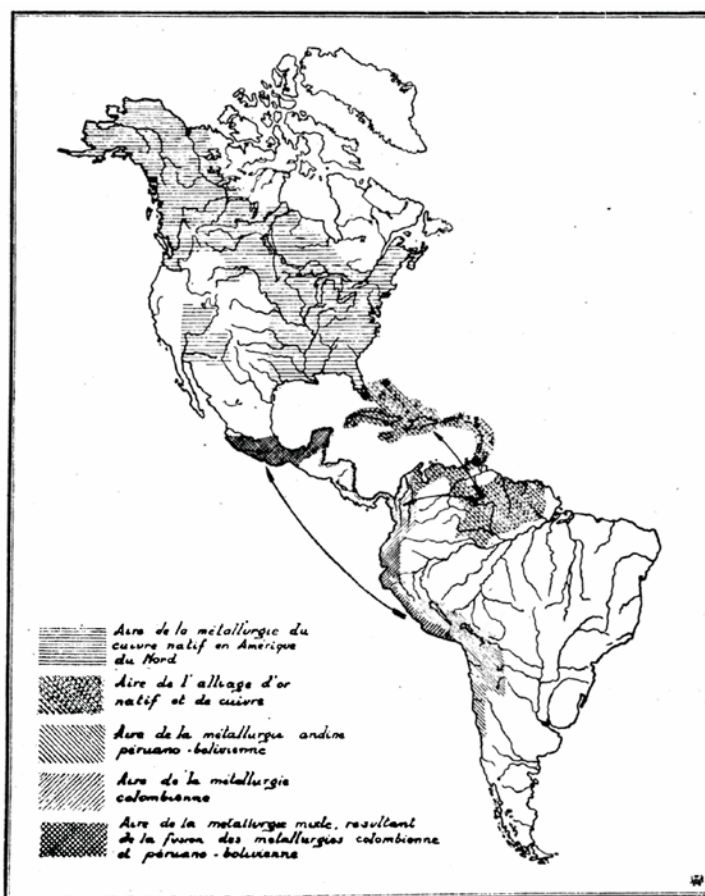 Aire de la métallurgie du
cuivre natif en Amérique
du Nord
Aire de l'alliage d'or
natif et de cuivre
Aire de la métallurgie andine
péruano-bolivienne
Aire de la métallurgie
colombienne
Aire de la métallurgie mixte, résultant
de la fusion des métallurgies colombienne
et péruano-bolivienne